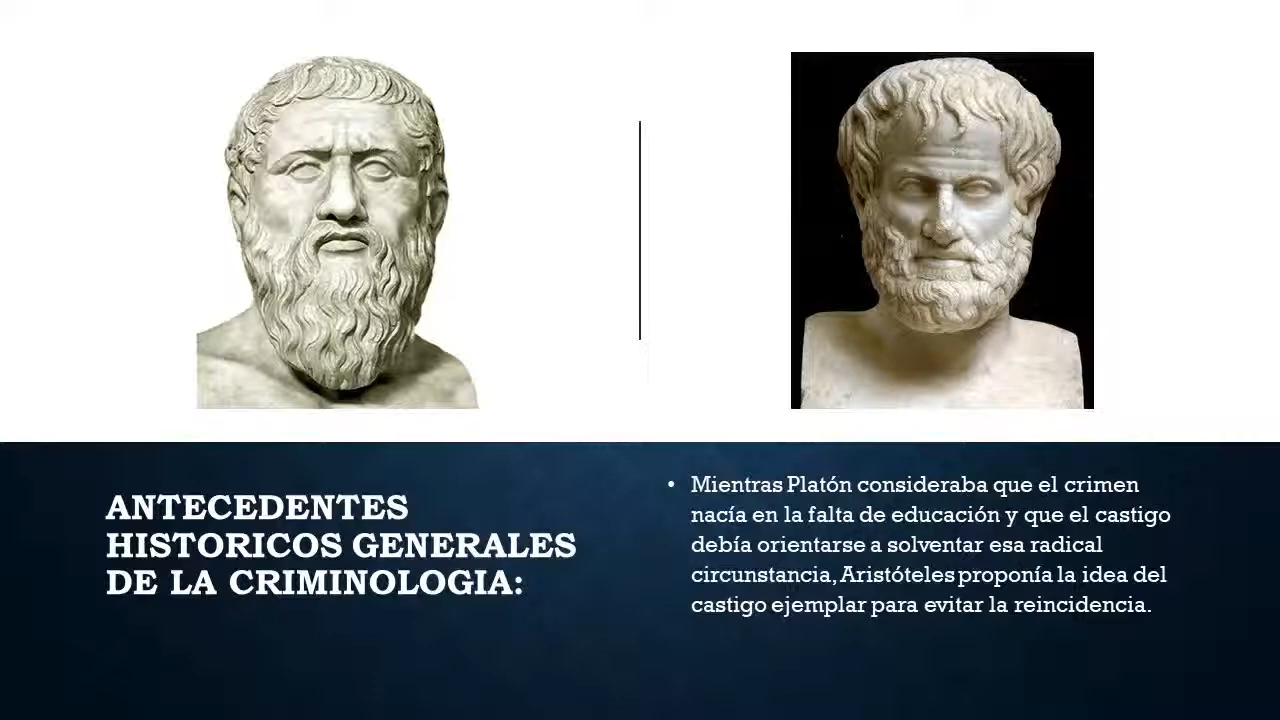 ANTECEDENTES
HISTORICOS GENERALES
DE LA CRIMINOLOGIA:
• Mientras Platón consideraba que el crimen
nacía en la falta de educación y que el castigo
debía orientarse a solventar esa radical
circunstancia, Aristóteles proponía la idea del
castigo ejemplar para evitar la reincidencia.